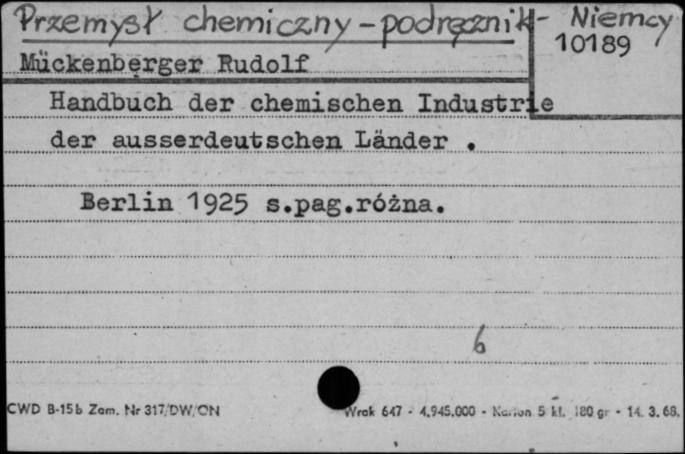 Przemysł chemiczny - podręcznik - Niemcy
10189
Mückenberger Rudolf
Handbuch der chemischen Industrie
der ausserdeutschen Länder .
Berlin 1925 s.pag.różna.
6
CWD B-15b Zam. Nr 317/DW/ON Wrak 647 - 4.945.000 - Karton 5 kl. 180 gr - 14. 3. 68.